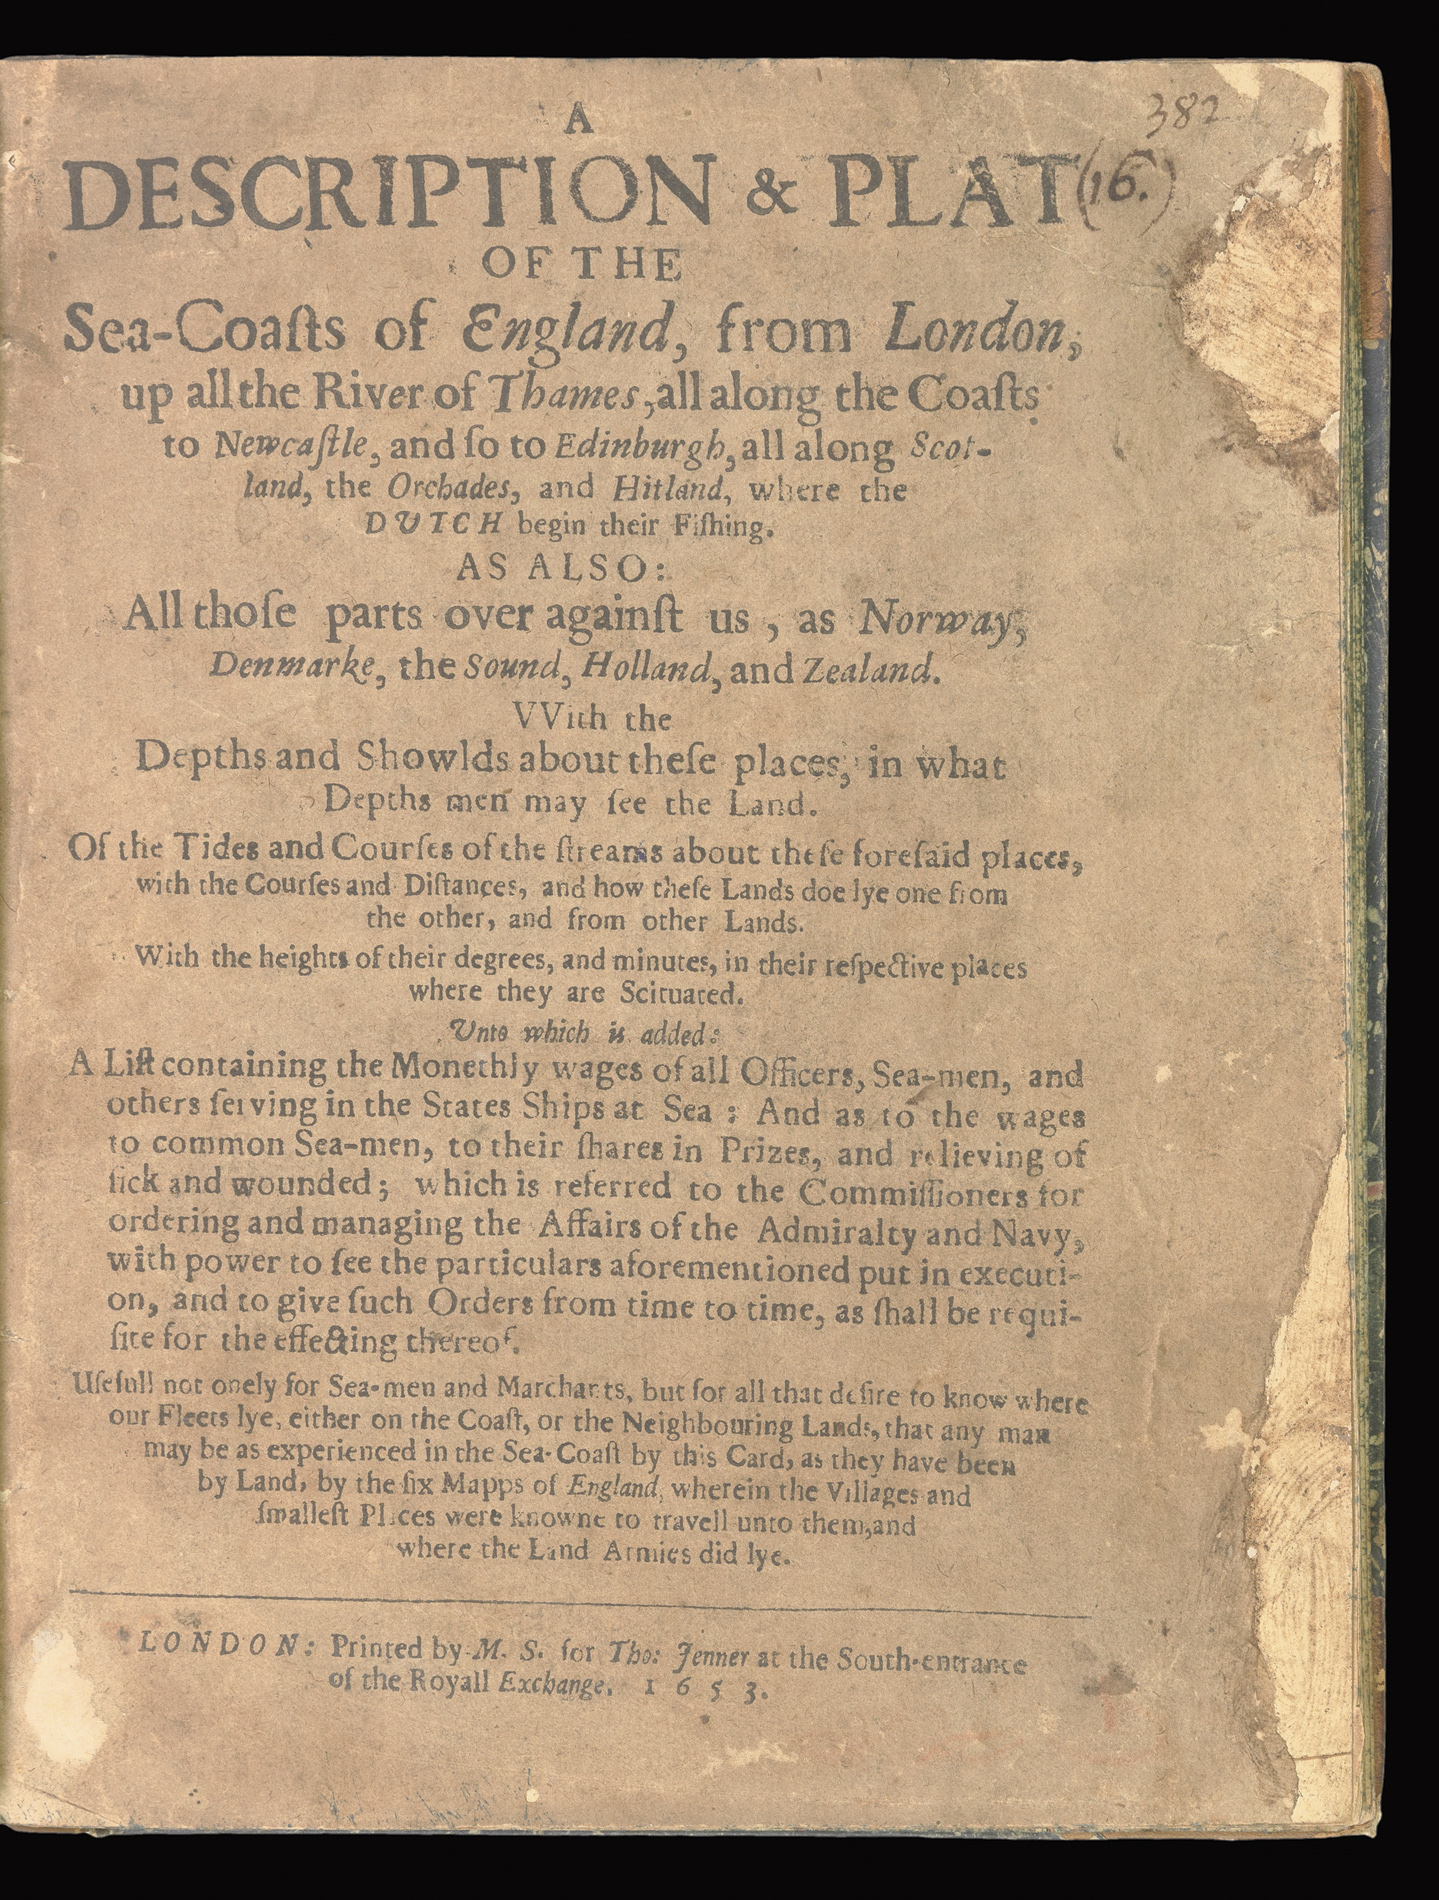 382
A
DESCRIPTION & PLAT
(16.)
OF THE
Sea-Coaſts of England, from London,
up all the River of Thames, all along the Coaſts
to Newcaſtle, and ſo to Edinburgh, all along Scot-
land, the Orchades, and Hitland, where the
DUTCH begin their Fiſhing.
AS ALSO:
All thoſe parts over againſt us, as Norway,
Denmarke, the Sound, Holland, and Zealand.
VVith the
Depths and Showlds about theſe places, in what
Depths men may ſee the Land.
Of the Tides and Courſes of the ſtreams about theſe foreſaid places,
with the Courſes and Diſtances, and how theſe Lands doe lye one from
the other, and from other Lands.
With the heights of their degrees, and minutes, in their reſpective places
where they are Scituated.
Unto which is added:
A Liſt containing the Monethly wages of all Officers, Sea-men, and
others ſerving in the States Ships at Sea: And as to the wages
to common Sea-men, to their ſhares in Prizes, and relieving of
ſick and wounded; which is referred to the Commiſſioners for
ordering and managing the Affairs of the Admiralty and Navy,
with power to ſee the particulars aforementioned put in executi-
on, and to give ſuch Orders from time to time, as ſhall be requi-
ſite for the effecting thereof.
Uſefull not onely for Sea-men and Marchants, but for all that deſire to know where
our Fleets lye, either on the Coaſt, or the Neighbouring Lands, that any man
may be as experienced in the Sea-Coaſt by this Card, as they have been
by Land, by the ſix Mapps of England, wherein the Villages and
ſmalleſt Places were knowne to travell unto them, and
where the Land Armies did lye.
LONDON: Printed by M. S. for Tho: Jenner at the South-entrance
of the Royall Exchange. 1653.